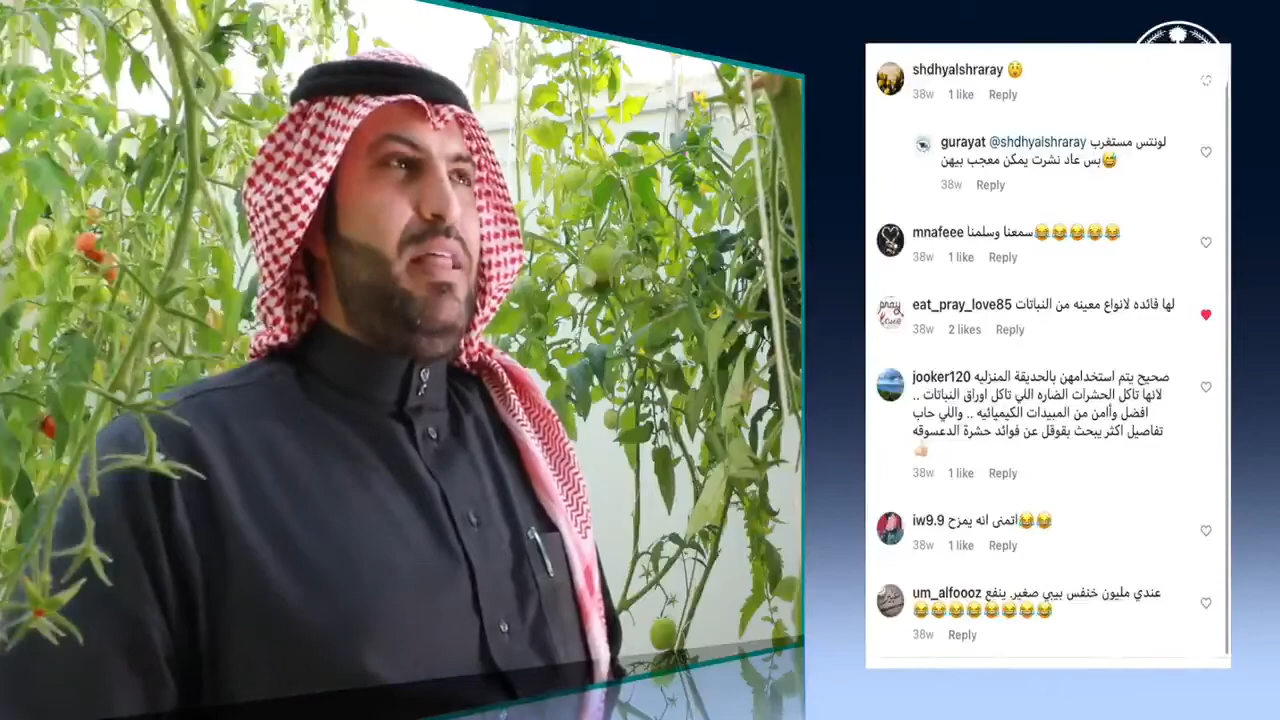 shdhyalshraray 😲
38w 1 like Reply
gurayat @shdhyalshraray لونتس مستغرب
بس عاد نشرت يمكن معجب بيهن😅
38w Reply
mnafeee سمعنا وسلمنا😂😂😂😂😂
38w 1 like Reply
eat_pray_love85 لها فائده لانواع معينه من النباتات
38w 2 likes Reply
jooker120 صحيح يتم استخدامهن بالحديقة المنزليه
لانها تاكل الحشرات الضاره اللي تاكل اوراق النباتات ..
افضل وأامن من المبيدات الكيميائيه .. واللي حاب
تفاصيل اكثر يبحث بقوقل عن فوائد حشرة الدعسوقه
👍🏻
38w 1 like Reply
iw9.9 اتمنى انه يمزح😂😂
38w 1 like Reply
um_alfoooz عندي مليون خنفس بيبي صغير. ينفع
😂😂😂😂😂😂😂😂
38w Reply